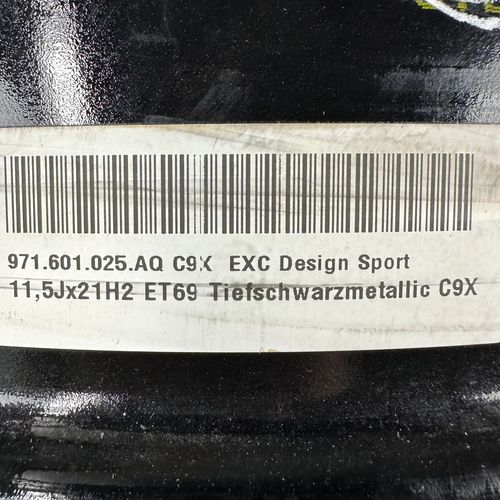 971.601.025.AQ C9X EXC Design Sport
11,5Jx21H2 ET69 Tiefschwarzmetallic C9X